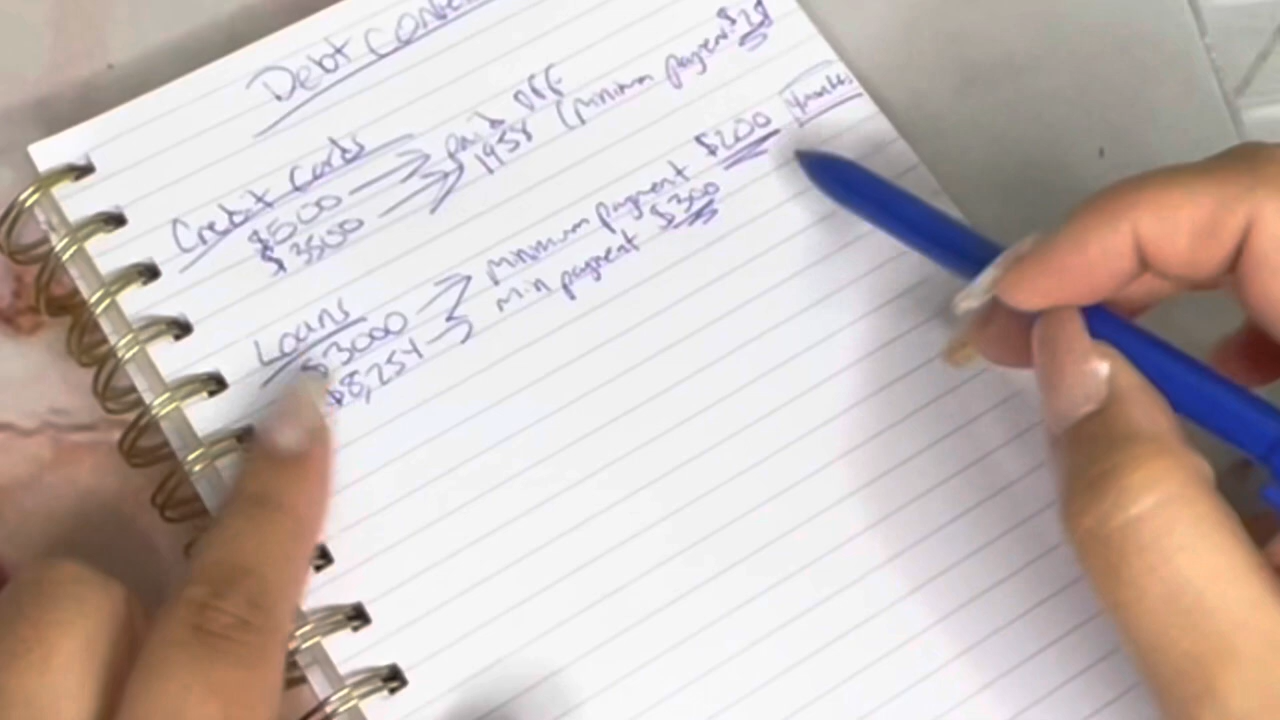 Debt
Credit Cards
$500 paid off
$3500 1958 (minimum payment $28
Loans
$3000 minimum payment $200
$8,254 min payment $300